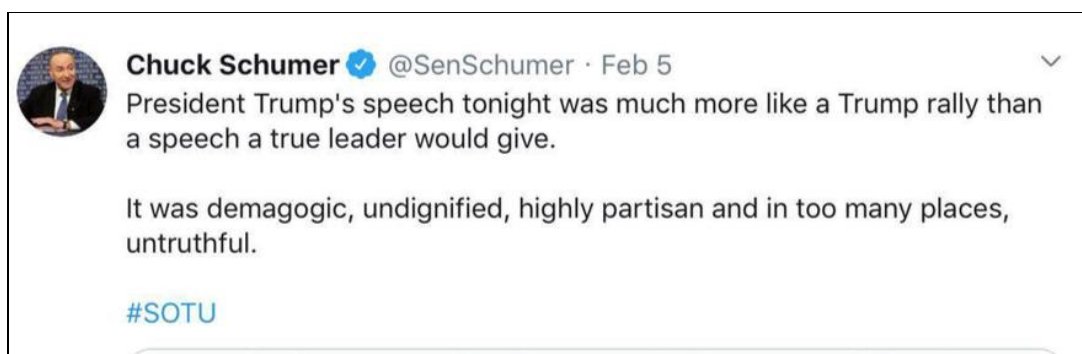 Chuck Schumer @SenSchumer · Feb 5
President Trump's speech tonight was much more like a Trump rally than
a speech a true leader would give.
It was demagogic, undignified, highly partisan and in too many places,
untruthful.
#SOTU